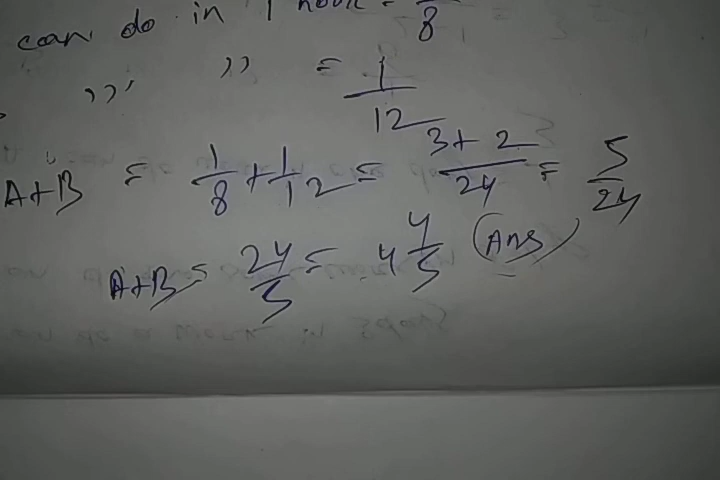 can do in 1 hour = 1/8
,, ,, = 1/12
A+B = 1/8 + 1/12 = 3+2/24 = 5/24
A+B = 24/5 = 4 4/5 (Ans)